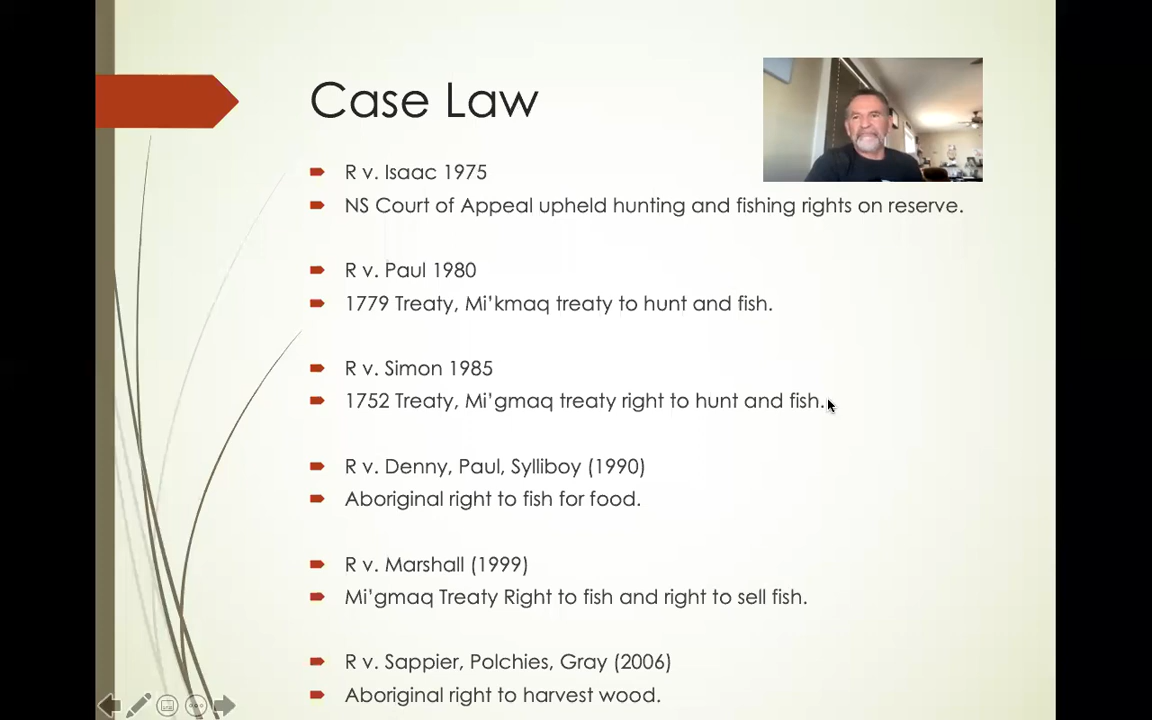 Case Law
R v. Isaac 1975
NS Court of Appeal upheld hunting and fishing rights on reserve.
R v. Paul 1980
1779 Treaty, Mi’kmaq treaty to hunt and fish.
R v. Simon 1985
1752 Treaty, Mi’gmaq treaty right to hunt and fish.
R v. Denny, Paul, Sylliboy (1990)
Aboriginal right to fish for food.
R v. Marshall (1999)
Mi’gmaq Treaty Right to fish and right to sell fish.
R v. Sappier, Polchies, Gray (2006)
Aboriginal right to harvest wood.